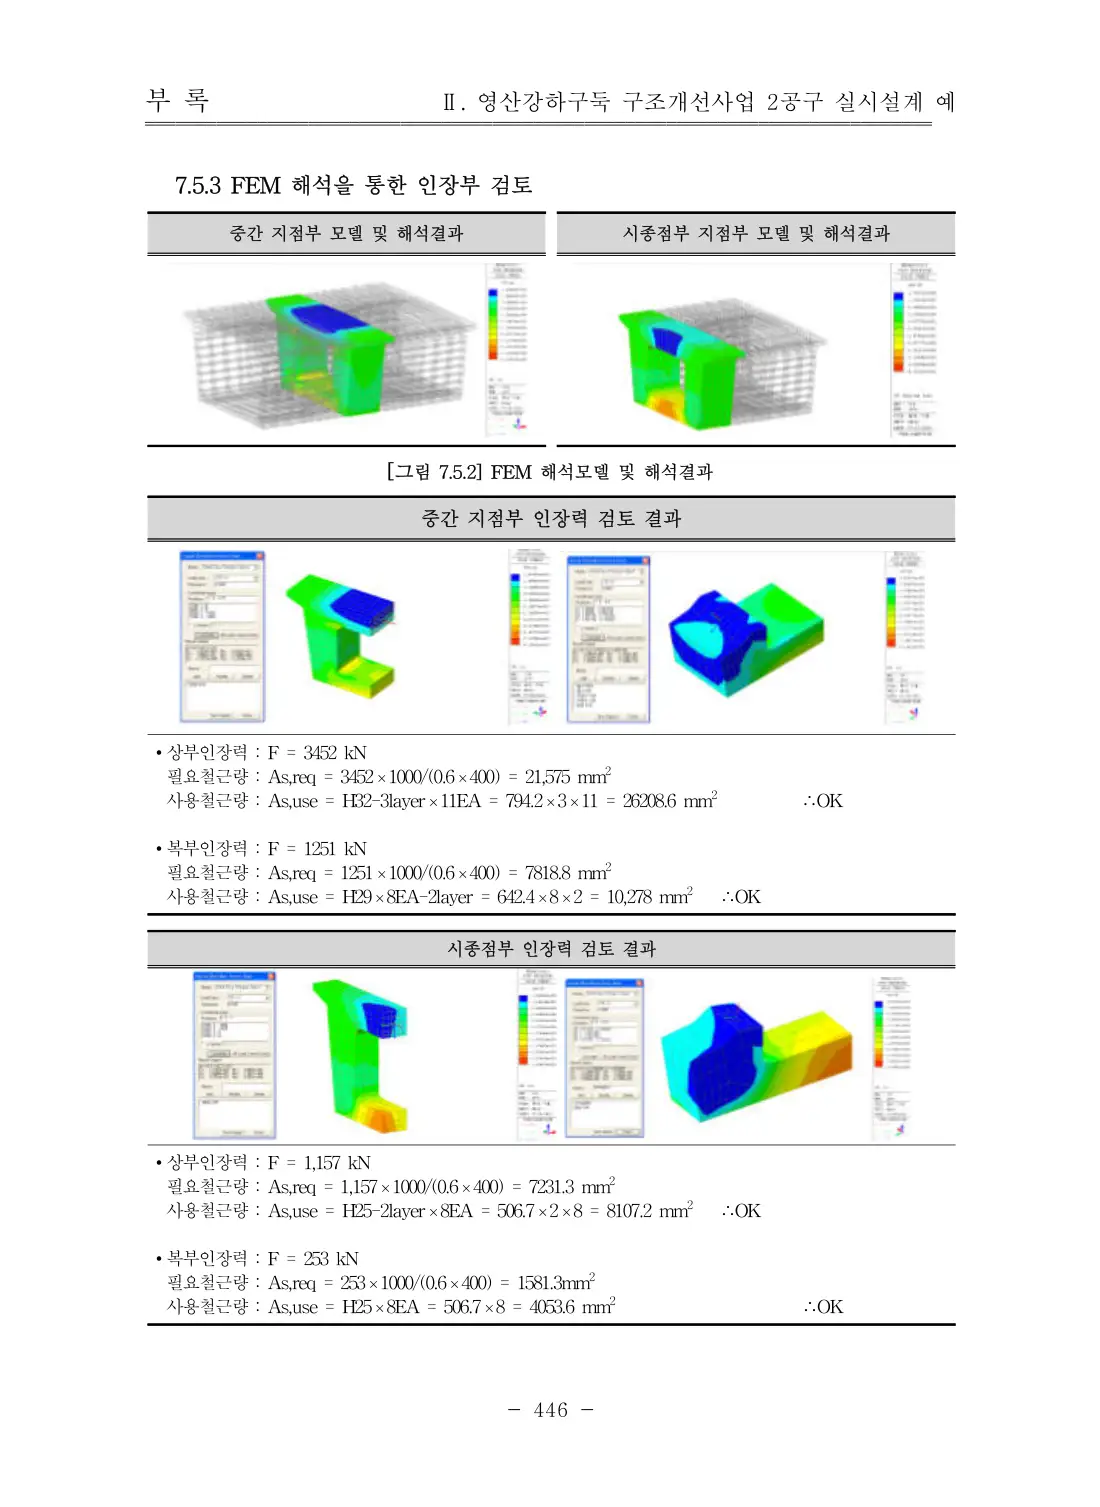 부 록
Ⅱ. 영산강하구둑 구조개선사업 2공구 실시설계 예
7.5.3 FEM 해석을 통한 인장부 검토
중간 지점부 모델 및 해석결과
시종점부 지점부 모델 및 해석결과
[그림 7.5.2] FEM 해석모델 및 해석결과
중간 지점부 인장력 검토 결과
•상부인장력 : F = 3452 kN
필요철근량 : As,req = 3452×1000/(0.6×400) = 21,575 mm²
사용철근량 : As,use = H32-3layer×11EA = 794.2×3×11 = 26208.6 mm² ∴OK
•복부인장력 : F = 1251 kN
필요철근량 : As,req = 1251×1000/(0.6×400) = 7818.8 mm²
사용철근량 : As,use = H29×8EA-2layer = 642.4×8×2 = 10,278 mm² ∴OK
시종점부 인장력 검토 결과
•상부인장력 : F = 1,157 kN
필요철근량 : As,req = 1,157×1000/(0.6×400) = 7231.3 mm²
사용철근량 : As,use = H25-2layer×8EA = 506.7×2×8 = 8107.2 mm² ∴OK
•복부인장력 : F = 253 kN
필요철근량 : As,req = 253×1000/(0.6×400) = 1581.3mm²
사용철근량 : As,use = H25×8EA = 506.7×8 = 4053.6 mm² ∴OK
- 446 -